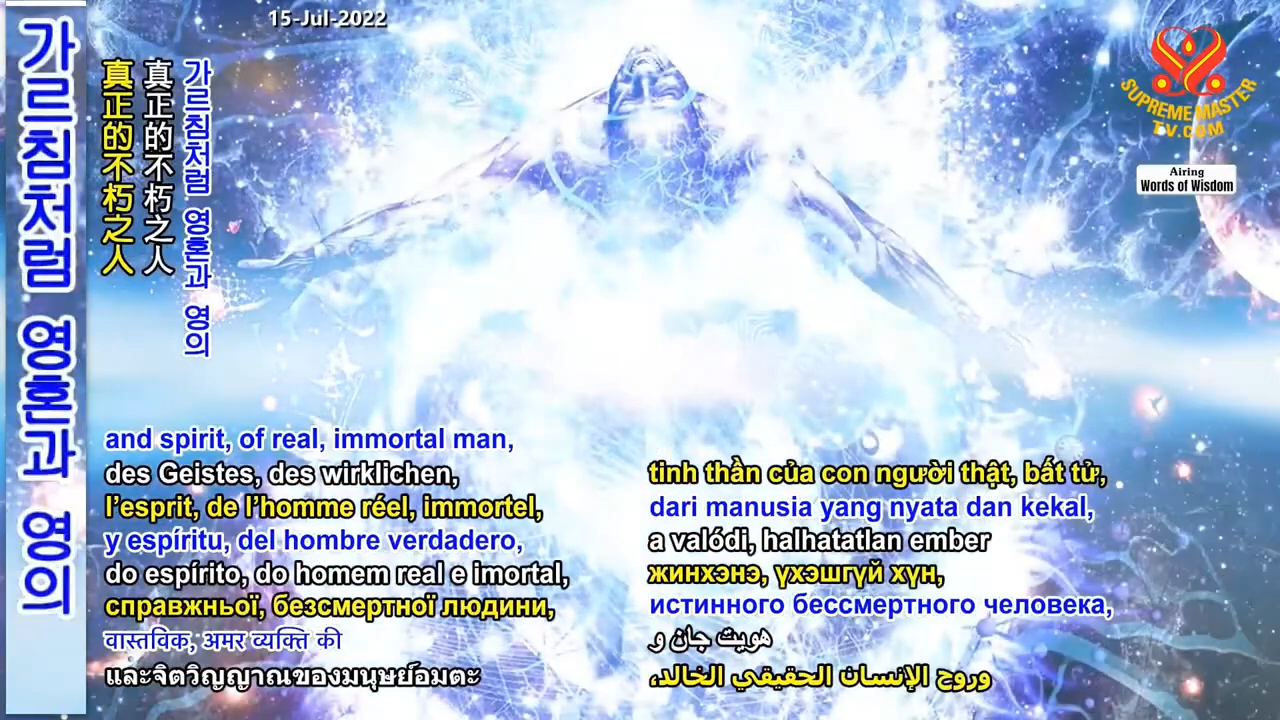 15-Jul-2022
가르침처럼 영혼과 영의
真正的不朽之人
真正的不朽之人
가르침처럼 영혼과 영의
SUPREME MASTER
TV.COM
Airing
Words of Wisdom
and spirit, of real, immortal man,
des Geistes, des wirklichen,
l’esprit, de l’homme réel, immortel,
y espíritu, del hombre verdadero,
do espírito, do homem real e imortal,
справжньої, безсмертної людини,
वास्तविक, अमर व्यक्ति की
และจิตวิญญาณของมนุษย์อมตะ
tinh thần của con người thật, bất tử,
dari manusia yang nyata dan kekal,
a valódi, halhatatlan ember
жинхэнэ, үхэшгүй хүн,
истинного бессмертного человека,
هویت جان و
وروح الإنسان الحقيقي الخالد،